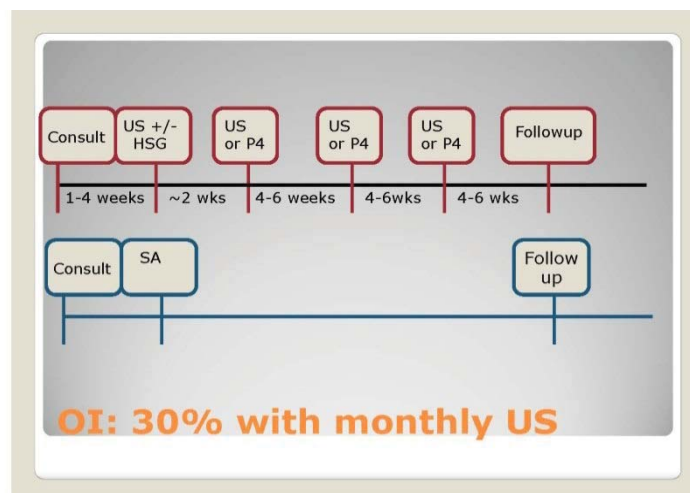 Consult
US +/-
HSG
US
or P4
US
or P4
US
or P4
Followup
1-4 weeks
~2 wks
4-6 weeks
4-6wks
4-6 wks
Consult
SA
Follow
up
OI: 30% with monthly US